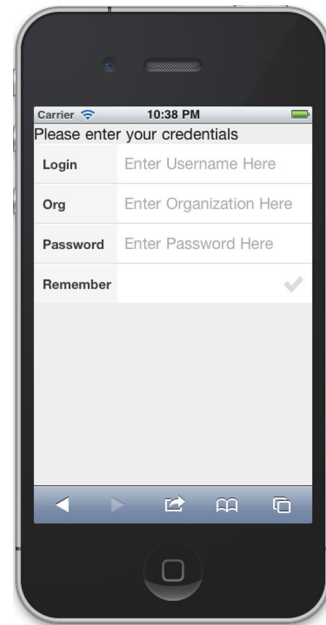 Carrier 10:38 PM
Please enter your credentials
Login Enter Username Here
Org Enter Organization Here
Password Enter Password Here
Remember